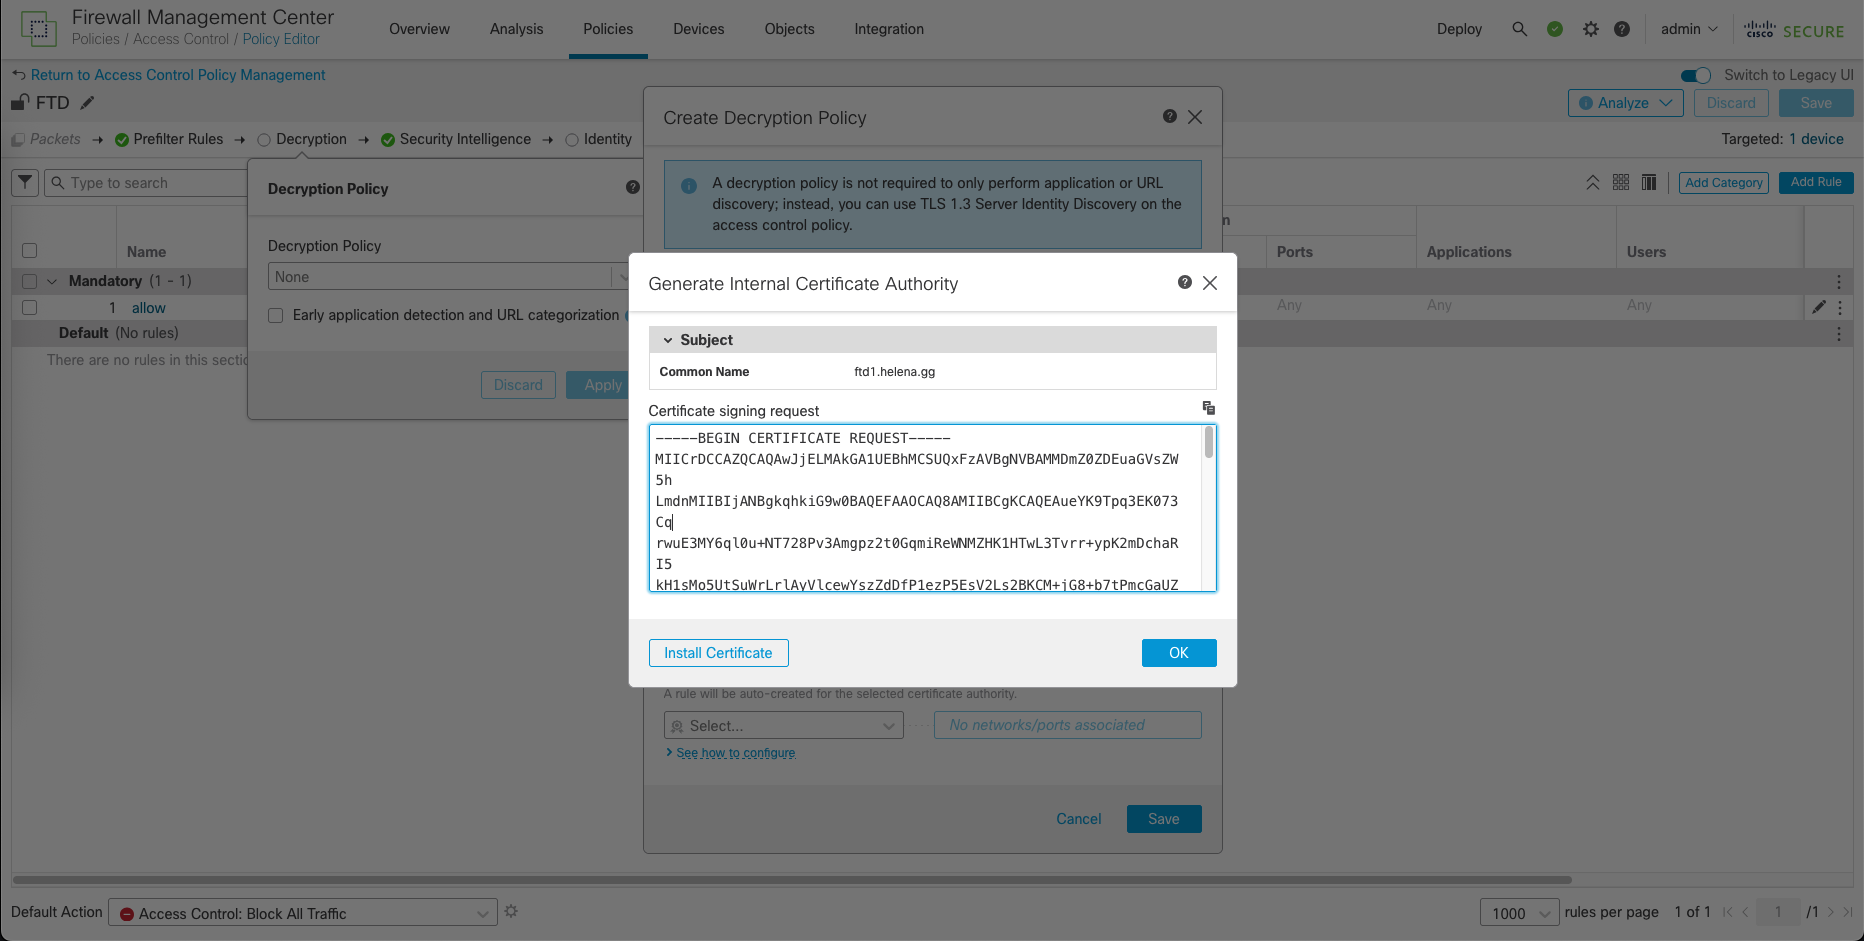 Firewall Management Center
Policies / Access Control / Policy Editor
Overview
Analysis
Policies
Devices
Objects
Integration
Deploy
admin
CISCO SECURE
Return to Access Control Policy Management
Switch to Legacy UI
FTD
Analyze
Discard
Save
Packets → Prefilter Rules → Decryption → Security Intelligence → Identity
Targeted: 1 device
Type to search
Add Category
Add Rule
Name
Ports
Applications
Users
Mandatory (1 - 1)
1 allow
Any
Any
Any
Default (No rules)
There are no rules in this sectio
Decryption Policy
Decryption Policy
None
Early application detection and URL categorization
Discard
Apply
Create Decryption Policy
A decryption policy is not required to only perform application or URL
discovery; instead, you can use TLS 1.3 Server Identity Discovery on the
access control policy.
Generate Internal Certificate Authority
Subject
Common Name
ftd1.helena.gg
Certificate signing request
-----BEGIN CERTIFICATE REQUEST-----
MIICrDCCAZQCAQAwJjELMAkGA1UEBhMCSUQxFzAVBgNVBAMMDmZ0ZDEuaGVsZW
5h
LmdnMIIBIjANBgkqhkiG9w0BAQEFAAOCAQ8AMIIBCgKCAQEAueYK9Tpq3EK073
Cq
rwuE3MY6ql0u+NT728Pv3Amgpz2t0GqmiReWNMZHK1HTwL3Tvrr+ypK2mDchaR
I5
kH1sMo5UtSuWrLrlAyVlcewYszZdDfP1ezP5EsV2Ls2BKCM+jG8+b7tPmcGaUZ
Install Certificate
OK
A rule will be auto-created for the selected certificate authority.
Select...
No networks/ports associated
See how to configure
Cancel
Save
Default Action
Access Control: Block All Traffic
1000
rules per page
1 of 1
1
/1